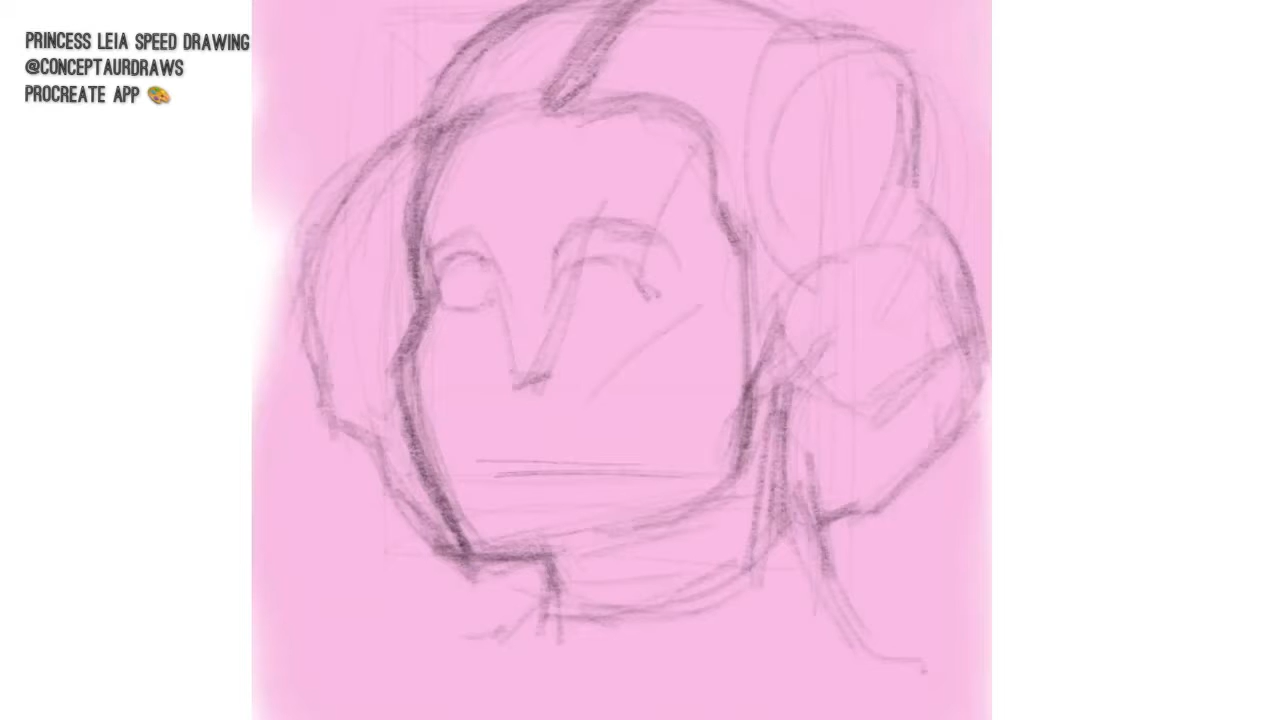 PRINCESS LEIA SPEED DRAWING
@CONCEPTAURDRAWS
PROCREATE APP 🎨